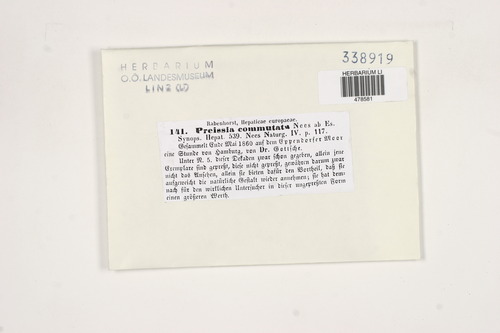 HERBARIUM
O.Ö. LANDESMUSEUM
LINZ
338919
HERBARIUM LI
478581
Rabenhorst, Hepaticae europaeae.
141. Preissia commutata Nees ab Es.
Synops. Hepat. 539. Nees Naturg. IV. p. 117.
Gesammelt Ende Mai 1860 auf dem Eppendorfer Moor
eine Stunde von Hamburg, von Dr. Gottsche.
Unter N. 5. dieser Dekaden zwar schon gegeben, allein jene
Exemplare sind gepreßt, diese nicht gepreßt, gewähren darum zwar
nicht das Ansehen, allein sie bieten dafür den Vortheil, daß sie
aufgeweicht die natürliche Gestalt wieder annehmen; sie hat dem-
nach für den wirklichen Untersucher in dieser ungepreßten Form
einen größeren Werth.